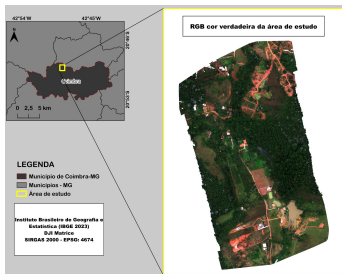 42°54'W 42°45'W
N
20°46'S
Coimbra
20°53'S
0 2,5 5 km
LEGENDA
Município de Coimbra-MG
Municípios - MG
Área de estudo
Instituto Brasileiro de Geografia e
Estatística (IBGE 2023)
DJI Matrice
SIRGAS 2000 - EPSG: 4674
RGB cor verdadeira da área de estudo